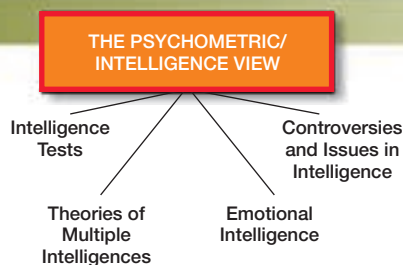 THE PSYCHOMETRIC/
INTELLIGENCE VIEW
Intelligence
Tests
Controversies
and Issues in
Intelligence
Theories of
Multiple
Intelligences
Emotional
Intelligence